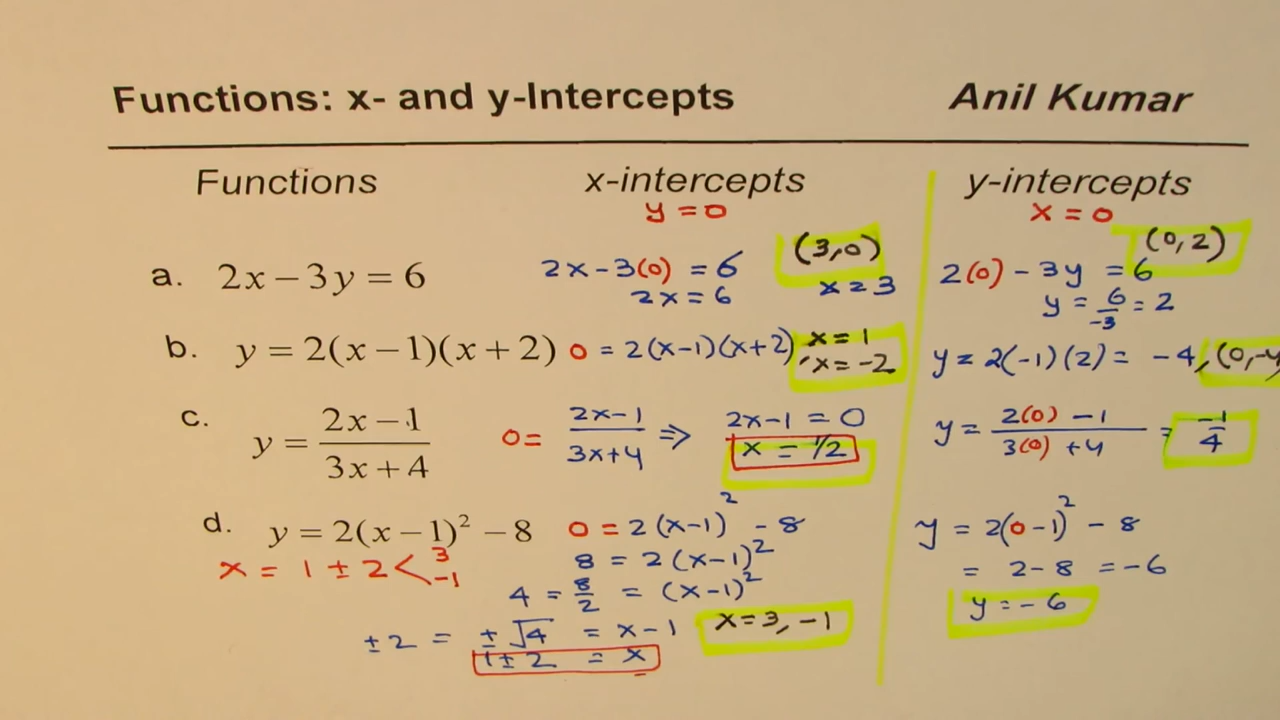 Functions: x- and y-Intercepts Anil Kumar
Functions x-intercepts y-intercepts
y = 0 x = 0
a. 2x − 3y = 6 2x − 3(0) = 6 (3,0) 2(0) − 3y = 6 (0,2)
2x = 6 x = 3 y = 6/-3 = 2
b. y = 2(x − 1)(x + 2) 0 = 2(x-1)(x+2) x = 1 y = 2(-1)(2) = -4, (0,-4
x = -2
c. y = (2x − 1)/(3x + 4) 0 = (2x-1)/(3x+4) ⇒ 2x-1 = 0 y = (2(0) - 1)/(3(0) + 4) = -1/4
x = 1/2
d. y = 2(x − 1)² − 8 0 = 2(x-1)² - 8 y = 2(0-1)² - 8
x = 1 ± 2 < 3 -1 8 = 2(x-1)² = 2-8 = -6
4 = 8/2 = (x-1)² y = -6
±2 = ±√4 = x-1 x = 3, -1
1±2 = x